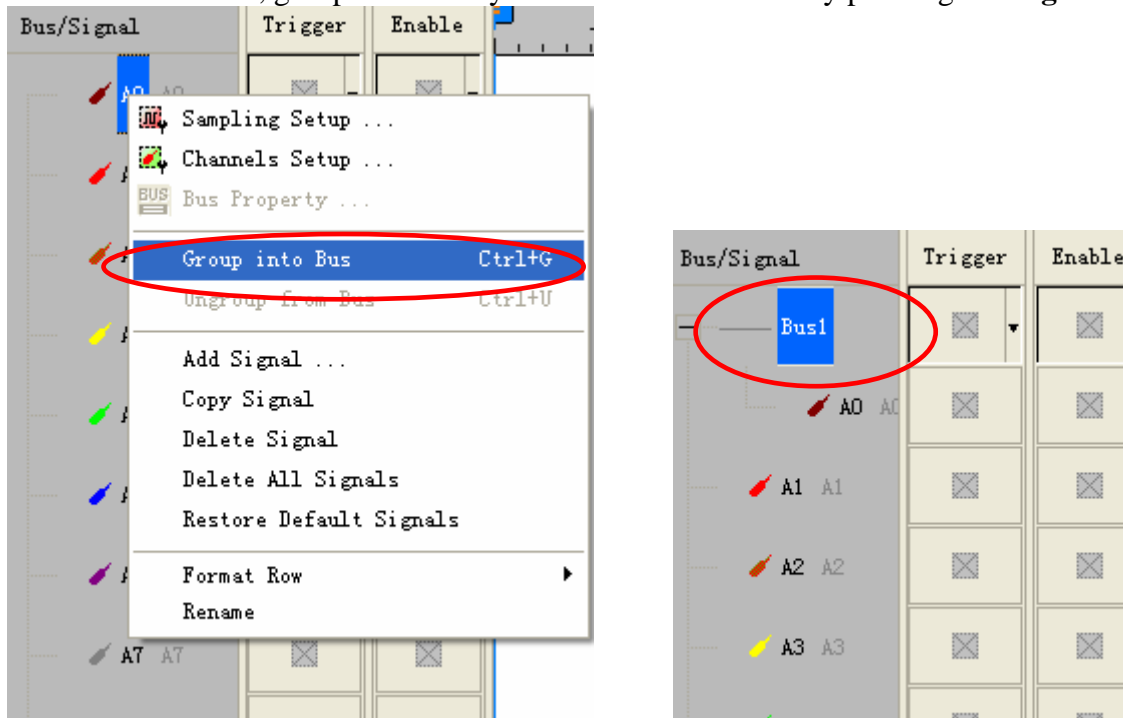 Bus/Signal Trigger Enable
A0 A0
Sampling Setup ...
Channels Setup ...
BUS Bus Property ...
Group into Bus Ctrl+G
Ungroup from Bus Ctrl+U
Add Signal ...
Copy Signal
Delete Signal
Delete All Signals
Restore Default Signals
Format Row
Rename
A7 A7
Bus/Signal Trigger Enable
Bus1
A0 A0
A1 A1
A2 A2
A3 A3